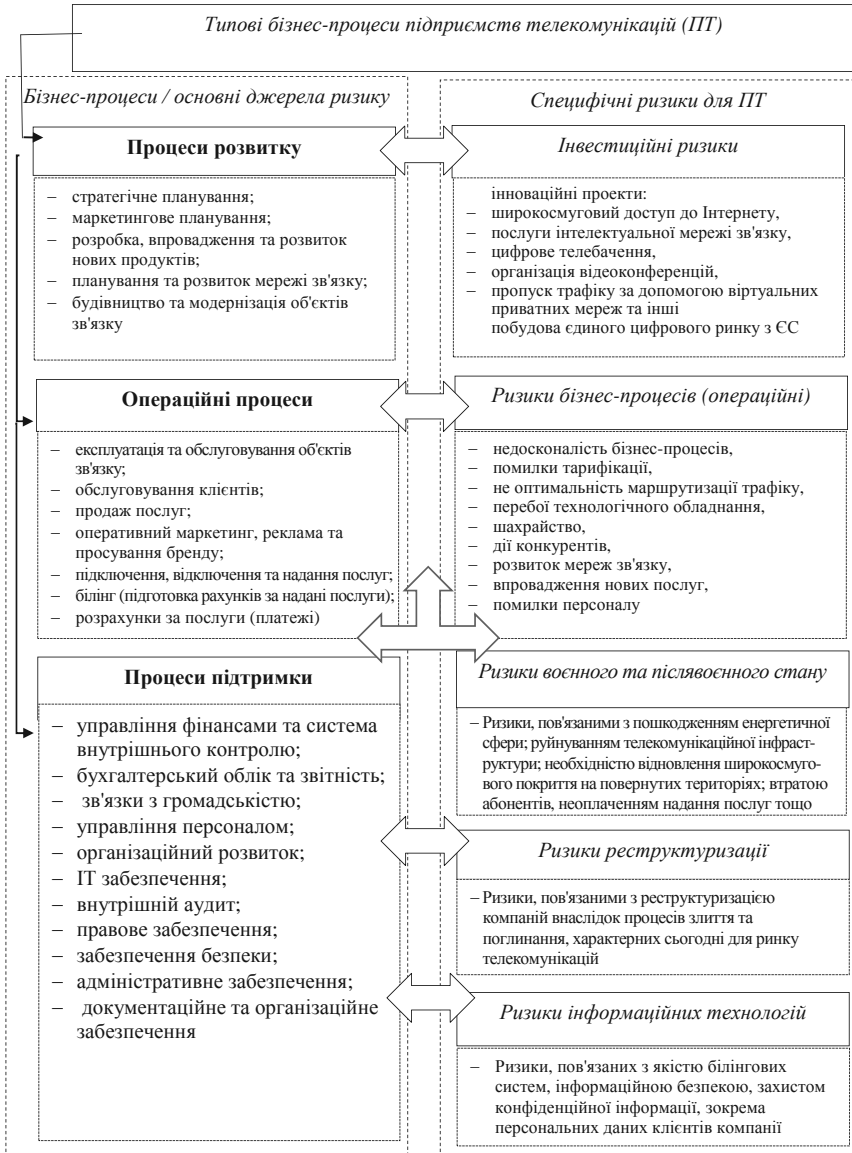 Типові бізнес-процеси підприємств телекомунікацій (ПТ)
Бізнес-процеси / основні джерела ризику
Процеси розвитку
– стратегічне планування;
– маркетингове планування;
– розробка, впровадження та розвиток
нових продуктів;
– планування та розвиток мережі зв'язку;
– будівництво та модернізація об'єктів
зв'язку
Операційні процеси
– експлуатація та обслуговування об'єктів
зв'язку;
– обслуговування клієнтів;
– продаж послуг;
– оперативний маркетинг, реклама та
просування бренду;
– підключення, відключення та надання послуг;
– білінг (підготовка рахунків за надані послуги);
– розрахунки за послуги (платежі)
Процеси підтримки
– управління фінансами та система
внутрішнього контролю;
– бухгалтерський облік та звітність;
– зв'язки з громадськістю;
– управління персоналом;
– організаційний розвиток;
– ІТ забезпечення;
– внутрішній аудит;
– правове забезпечення;
– забезпечення безпеки;
– адміністративне забезпечення;
– документаційне та організаційне
забезпечення
Специфічні ризики для ПТ
Інвестиційні ризики
інноваційні проекти:
– широкосмуговий доступ до Інтернету,
– послуги інтелектуальної мережі зв'язку,
– цифрове телебачення,
– організація відеоконференцій,
– пропуск трафіку за допомогою віртуальних
приватних мереж та інші
побудова єдиного цифрового ринку з ЄС
Ризики бізнес-процесів (операційні)
– недосконалість бізнес-процесів,
– помилки тарифікації,
– не оптимальність маршрутизації трафіку,
– перебої технологічного обладнання,
– шахрайство,
– дії конкурентів,
– розвиток мереж зв'язку,
– впровадження нових послуг,
– помилки персоналу
Ризики воєнного та післявоєнного стану
– Ризики, пов'язаними з пошкодженням енергетичної
сфери; руйнуванням телекомунікаційної інфраст-
руктури; необхідністю відновлення широкосмуго-
вого покриття на повернутих територіях; втратою
абонентів, неоплаченням надання послуг тощо
Ризики реструктуризації
– Ризики, пов'язаними з реструктуризацією
компаній внаслідок процесів злиття та
поглинання, характерних сьогодні для ринку
телекомунікацій
Ризики інформаційних технологій
– Ризики, пов'язаних з якістю білінгових
систем, інформаційною безпекою, захистом
конфіденційної інформації, зокрема
персональних даних клієнтів компанії